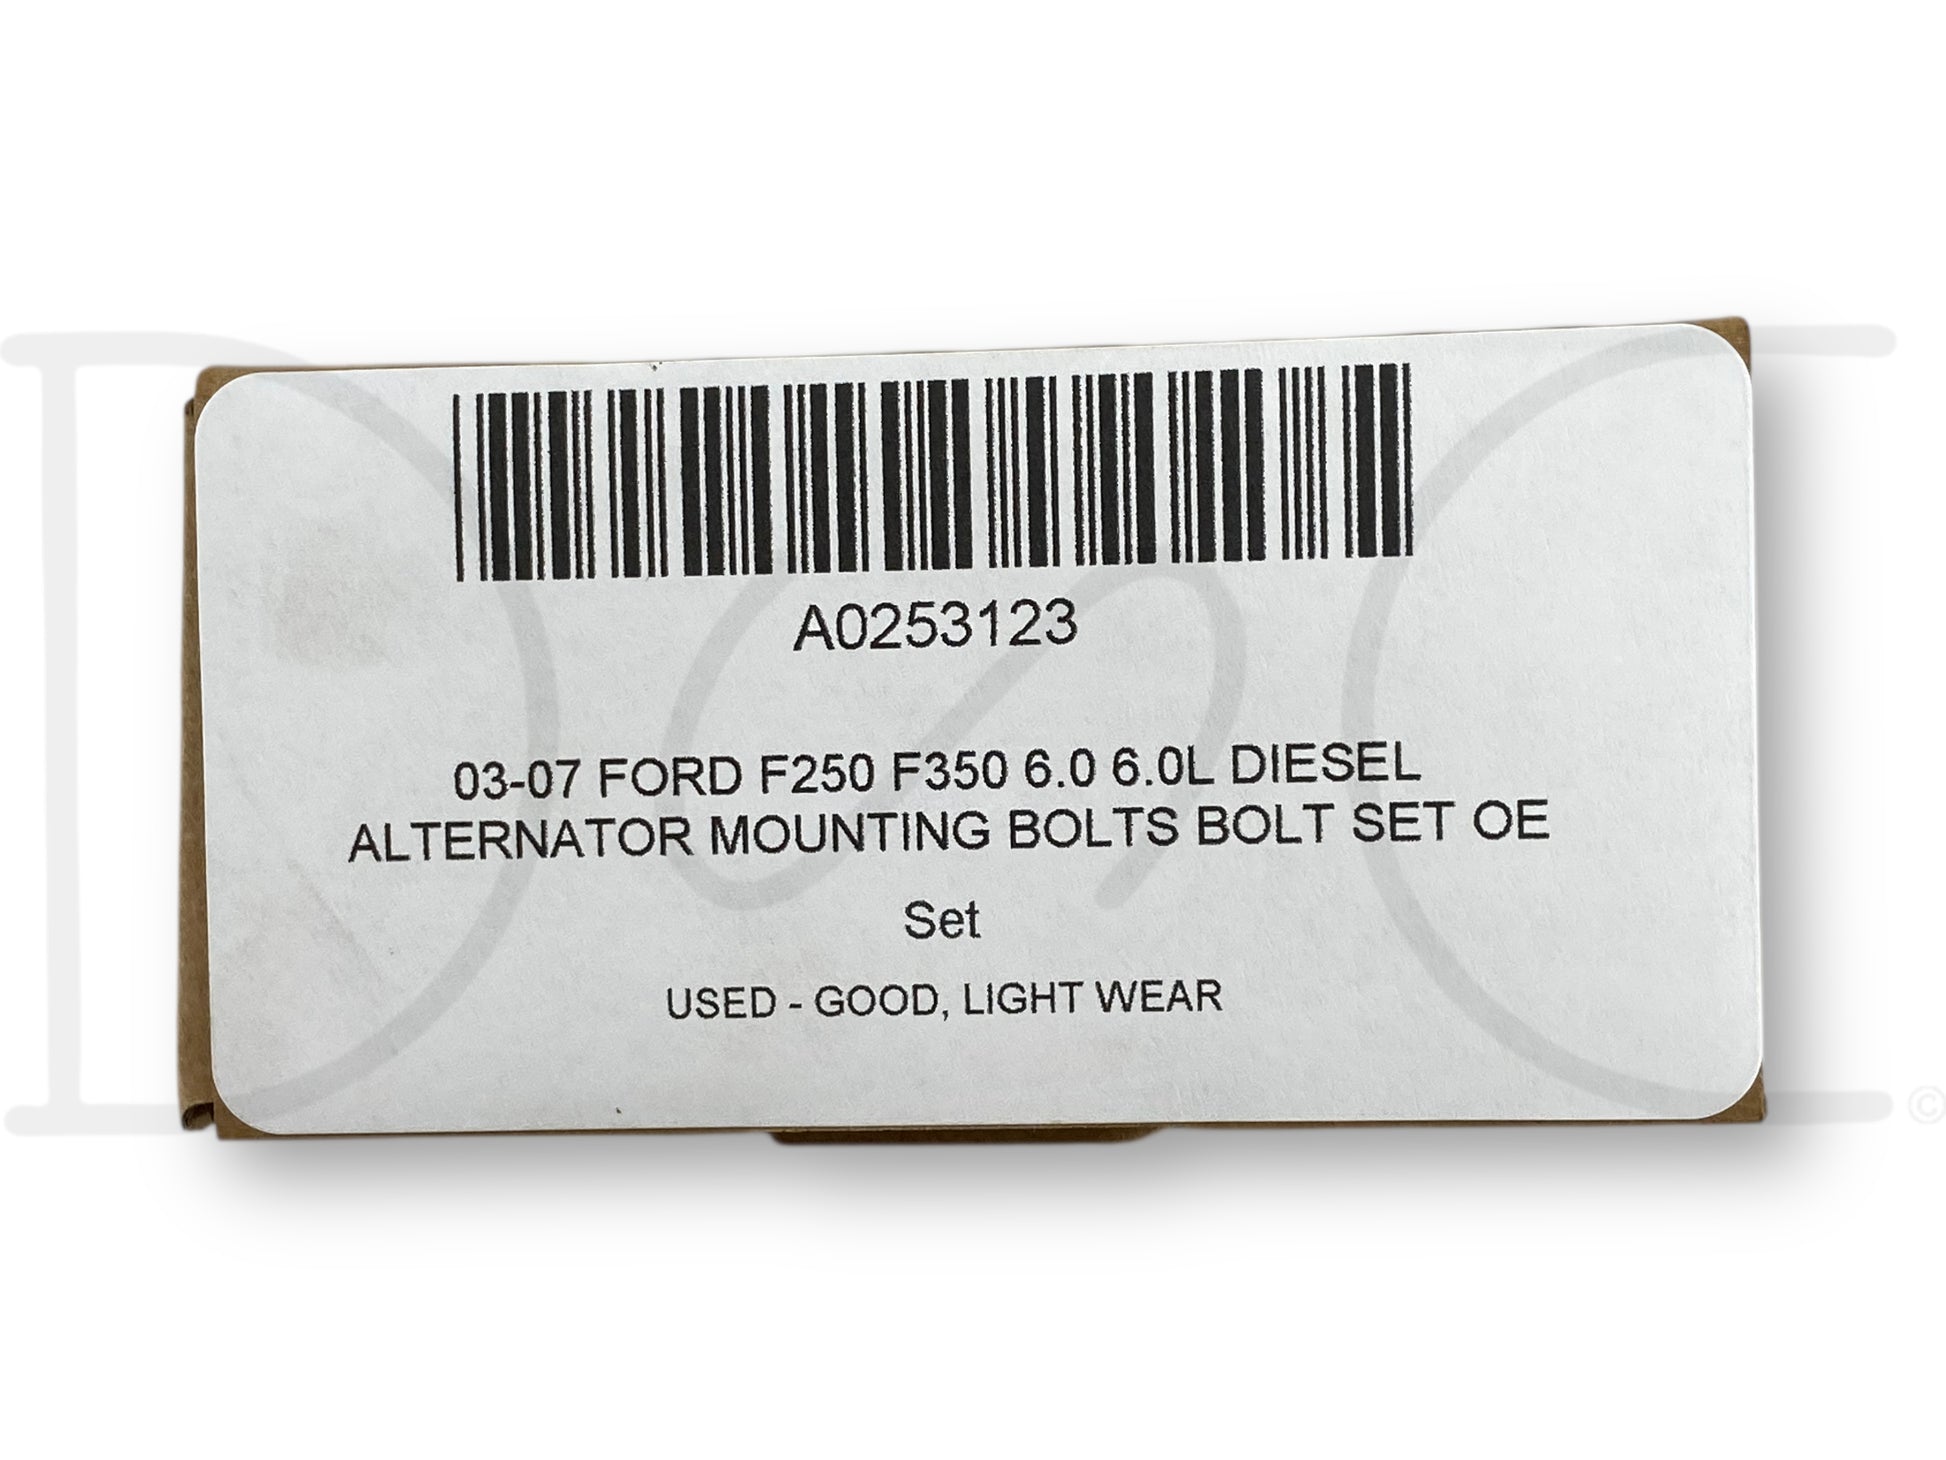 A0253123
03-07 FORD F250 F350 6.0 6.0L DIESEL
ALTERNATOR MOUNTING BOLTS BOLT SET OE
Set
USED - GOOD, LIGHT WEAR
©